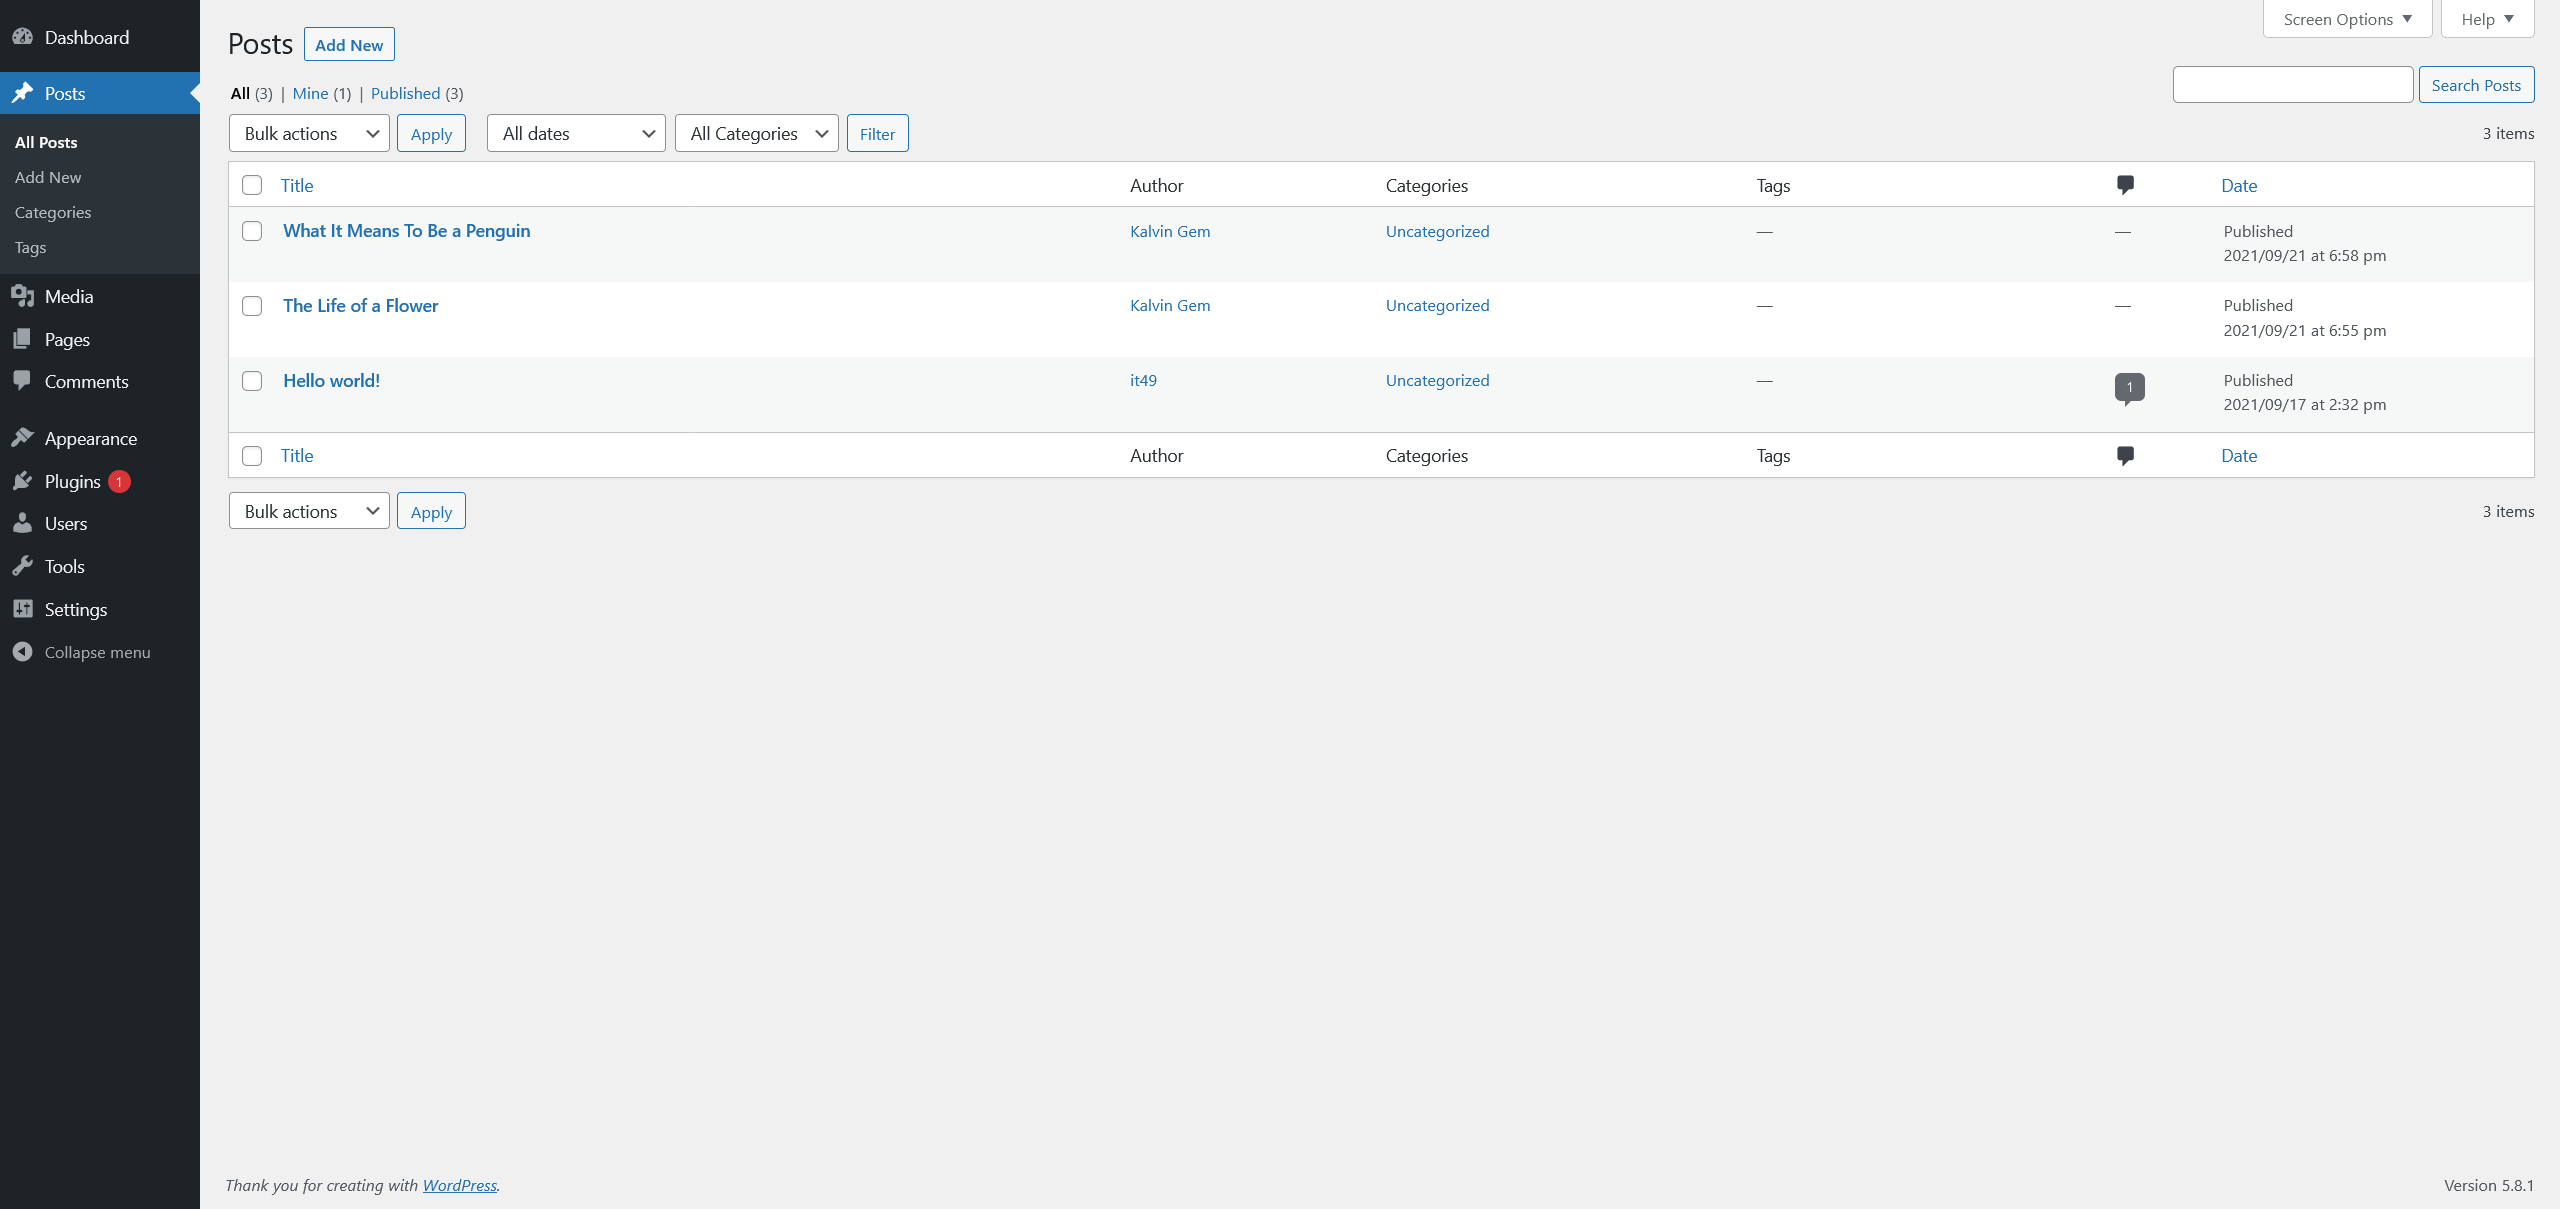 Dashboard
Posts
All Posts
Add New
Categories
Tags
Media
Pages
Comments
Appearance
Plugins 1
Users
Tools
Settings
Collapse menu
Screen Options
Help
Posts Add New
All (3) | Mine (1) | Published (3)
Search Posts
Bulk actions Apply All dates All Categories Filter 3 items
Title Author Categories Tags Date
What It Means To Be a Penguin Kalvin Gem Uncategorized — — Published
2021/09/21 at 6:58 pm
The Life of a Flower Kalvin Gem Uncategorized — — Published
2021/09/21 at 6:55 pm
Hello world! it49 Uncategorized — 1 Published
2021/09/17 at 2:32 pm
Title Author Categories Tags Date
Bulk actions Apply 3 items
Thank you for creating with WordPress. Version 5.8.1